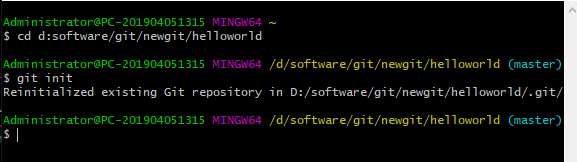 Administrator@PC-201904051315 MINGW64 ~
$ cd d:software/git/newgit/helloworld
Administrator@PC-201904051315 MINGW64 /d/software/git/newgit/helloworld (master)
$ git init
Reinitialized existing Git repository in D:/software/git/newgit/helloworld/.git/
Administrator@PC-201904051315 MINGW64 /d/software/git/newgit/helloworld (master)
$